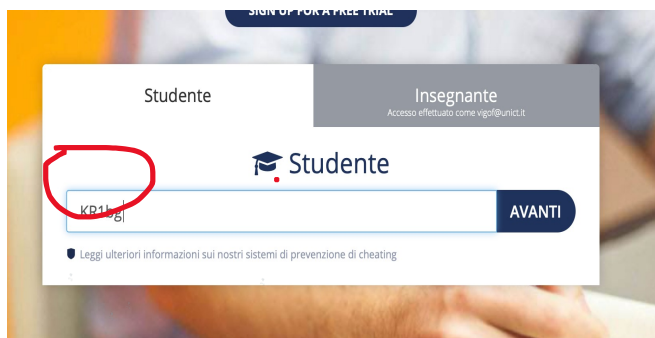 SIGN UP FOR A FREE TRIAL
Studente
Insegnante
Accesso effettuato come vigof@unict.it
Studente
KR1bg
AVANTI
Leggi ulteriori informazioni sui nostri sistemi di prevenzione di cheating